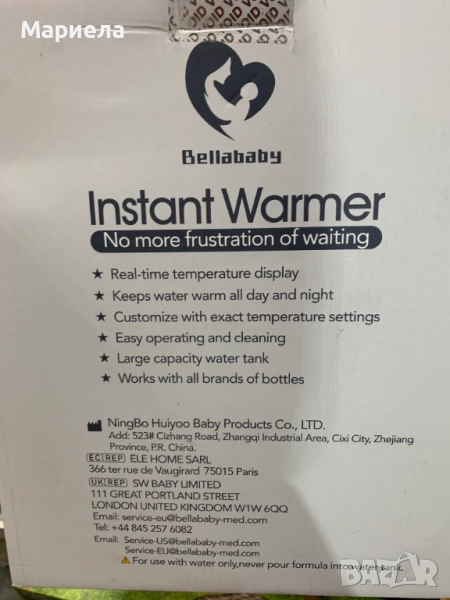 VOID VOID
Мариела
Bellababy
Instant Warmer
No more frustration of waiting
★ Real-time temperature display
★ Keeps water warm all day and night
★ Customize with exact temperature settings
★ Easy operating and cleaning
★ Large capacity water tank
★ Works with all brands of bottles
NingBo Huiyoo Baby Products Co., LTD.
Add: 523# Cizhang Road, Zhangqi Industrial Area, Cixi City, Zhejiang
Province, P.R. China.
EC REP ELE HOME SARL
366 ter rue de Vaugirard 75015 Paris
UK REP SW BABY LIMITED
111 GREAT PORTLAND STREET
LONDON UNITED KINGDOM W1W 6QQ
Email: service-eu@bellababy-med.com
Tel: +44 845 257 6082
Email: Service-US@bellababy-med.com
Service-EU@bellababy-med.com
⚠For use with water only,never pour formula into water tank.
BAZAR